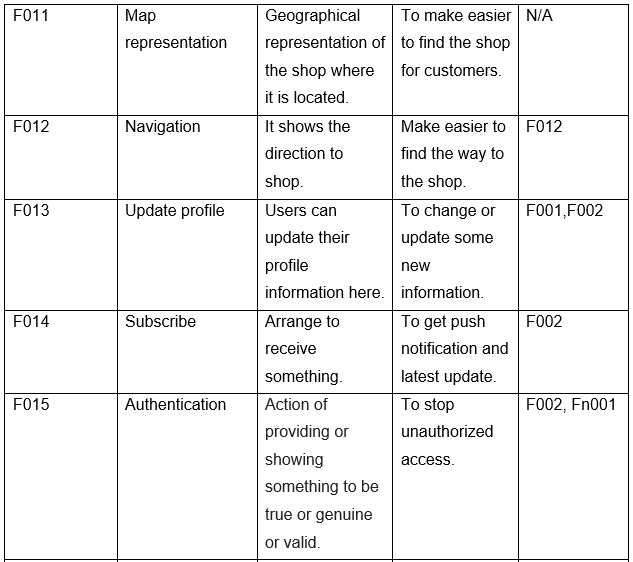 F011
Map
representation
Geographical
representation of
the shop where
it is located.
To make easier
to find the shop
for customers.
N/A
F012
Navigation
It shows the
direction to
shop.
Make easier to
find the way to
the shop.
F012
F013
Update profile
Users can
update their
profile
information here.
To change or
update some
new
information.
F001,F002
F014
Subscribe
Arrange to
receive
something.
To get push
notification and
latest update.
F002
F015
Authentication
Action of
providing or
showing
something to be
true or genuine
or valid.
To stop
unauthorized
access.
F002, Fn001